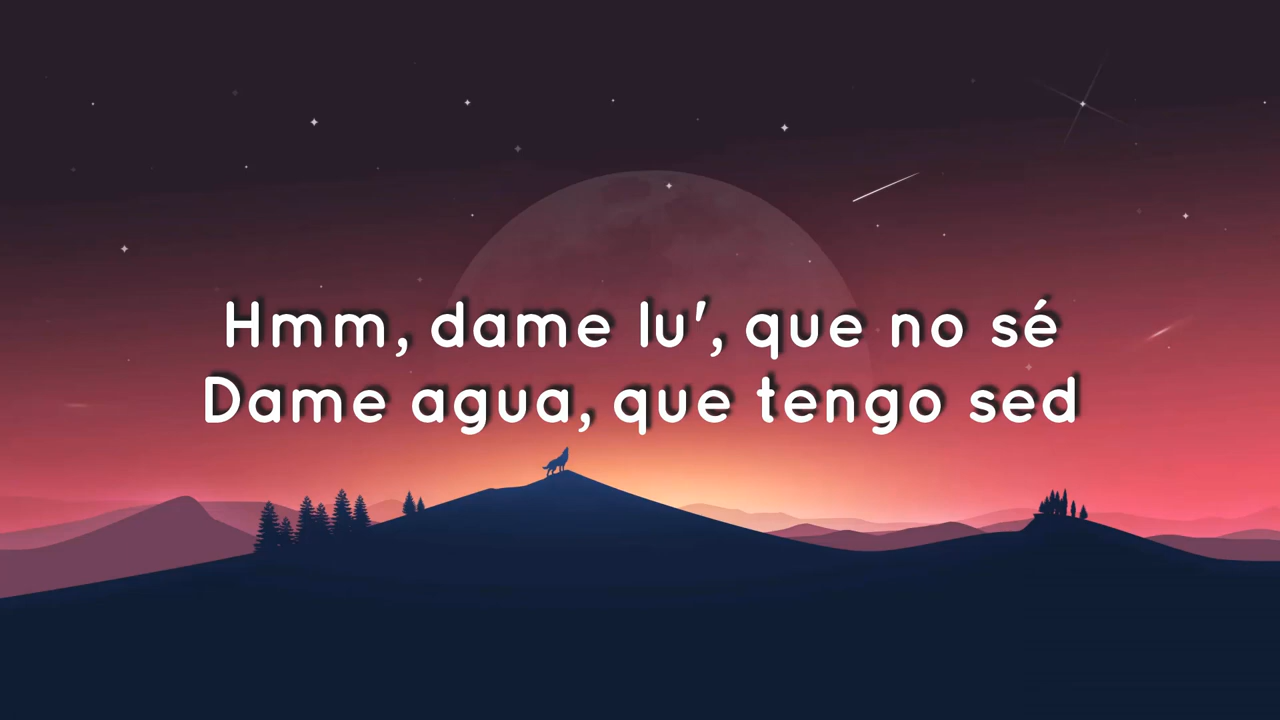 Hmm, dame lu', que no sé
Dame agua, que tengo sed